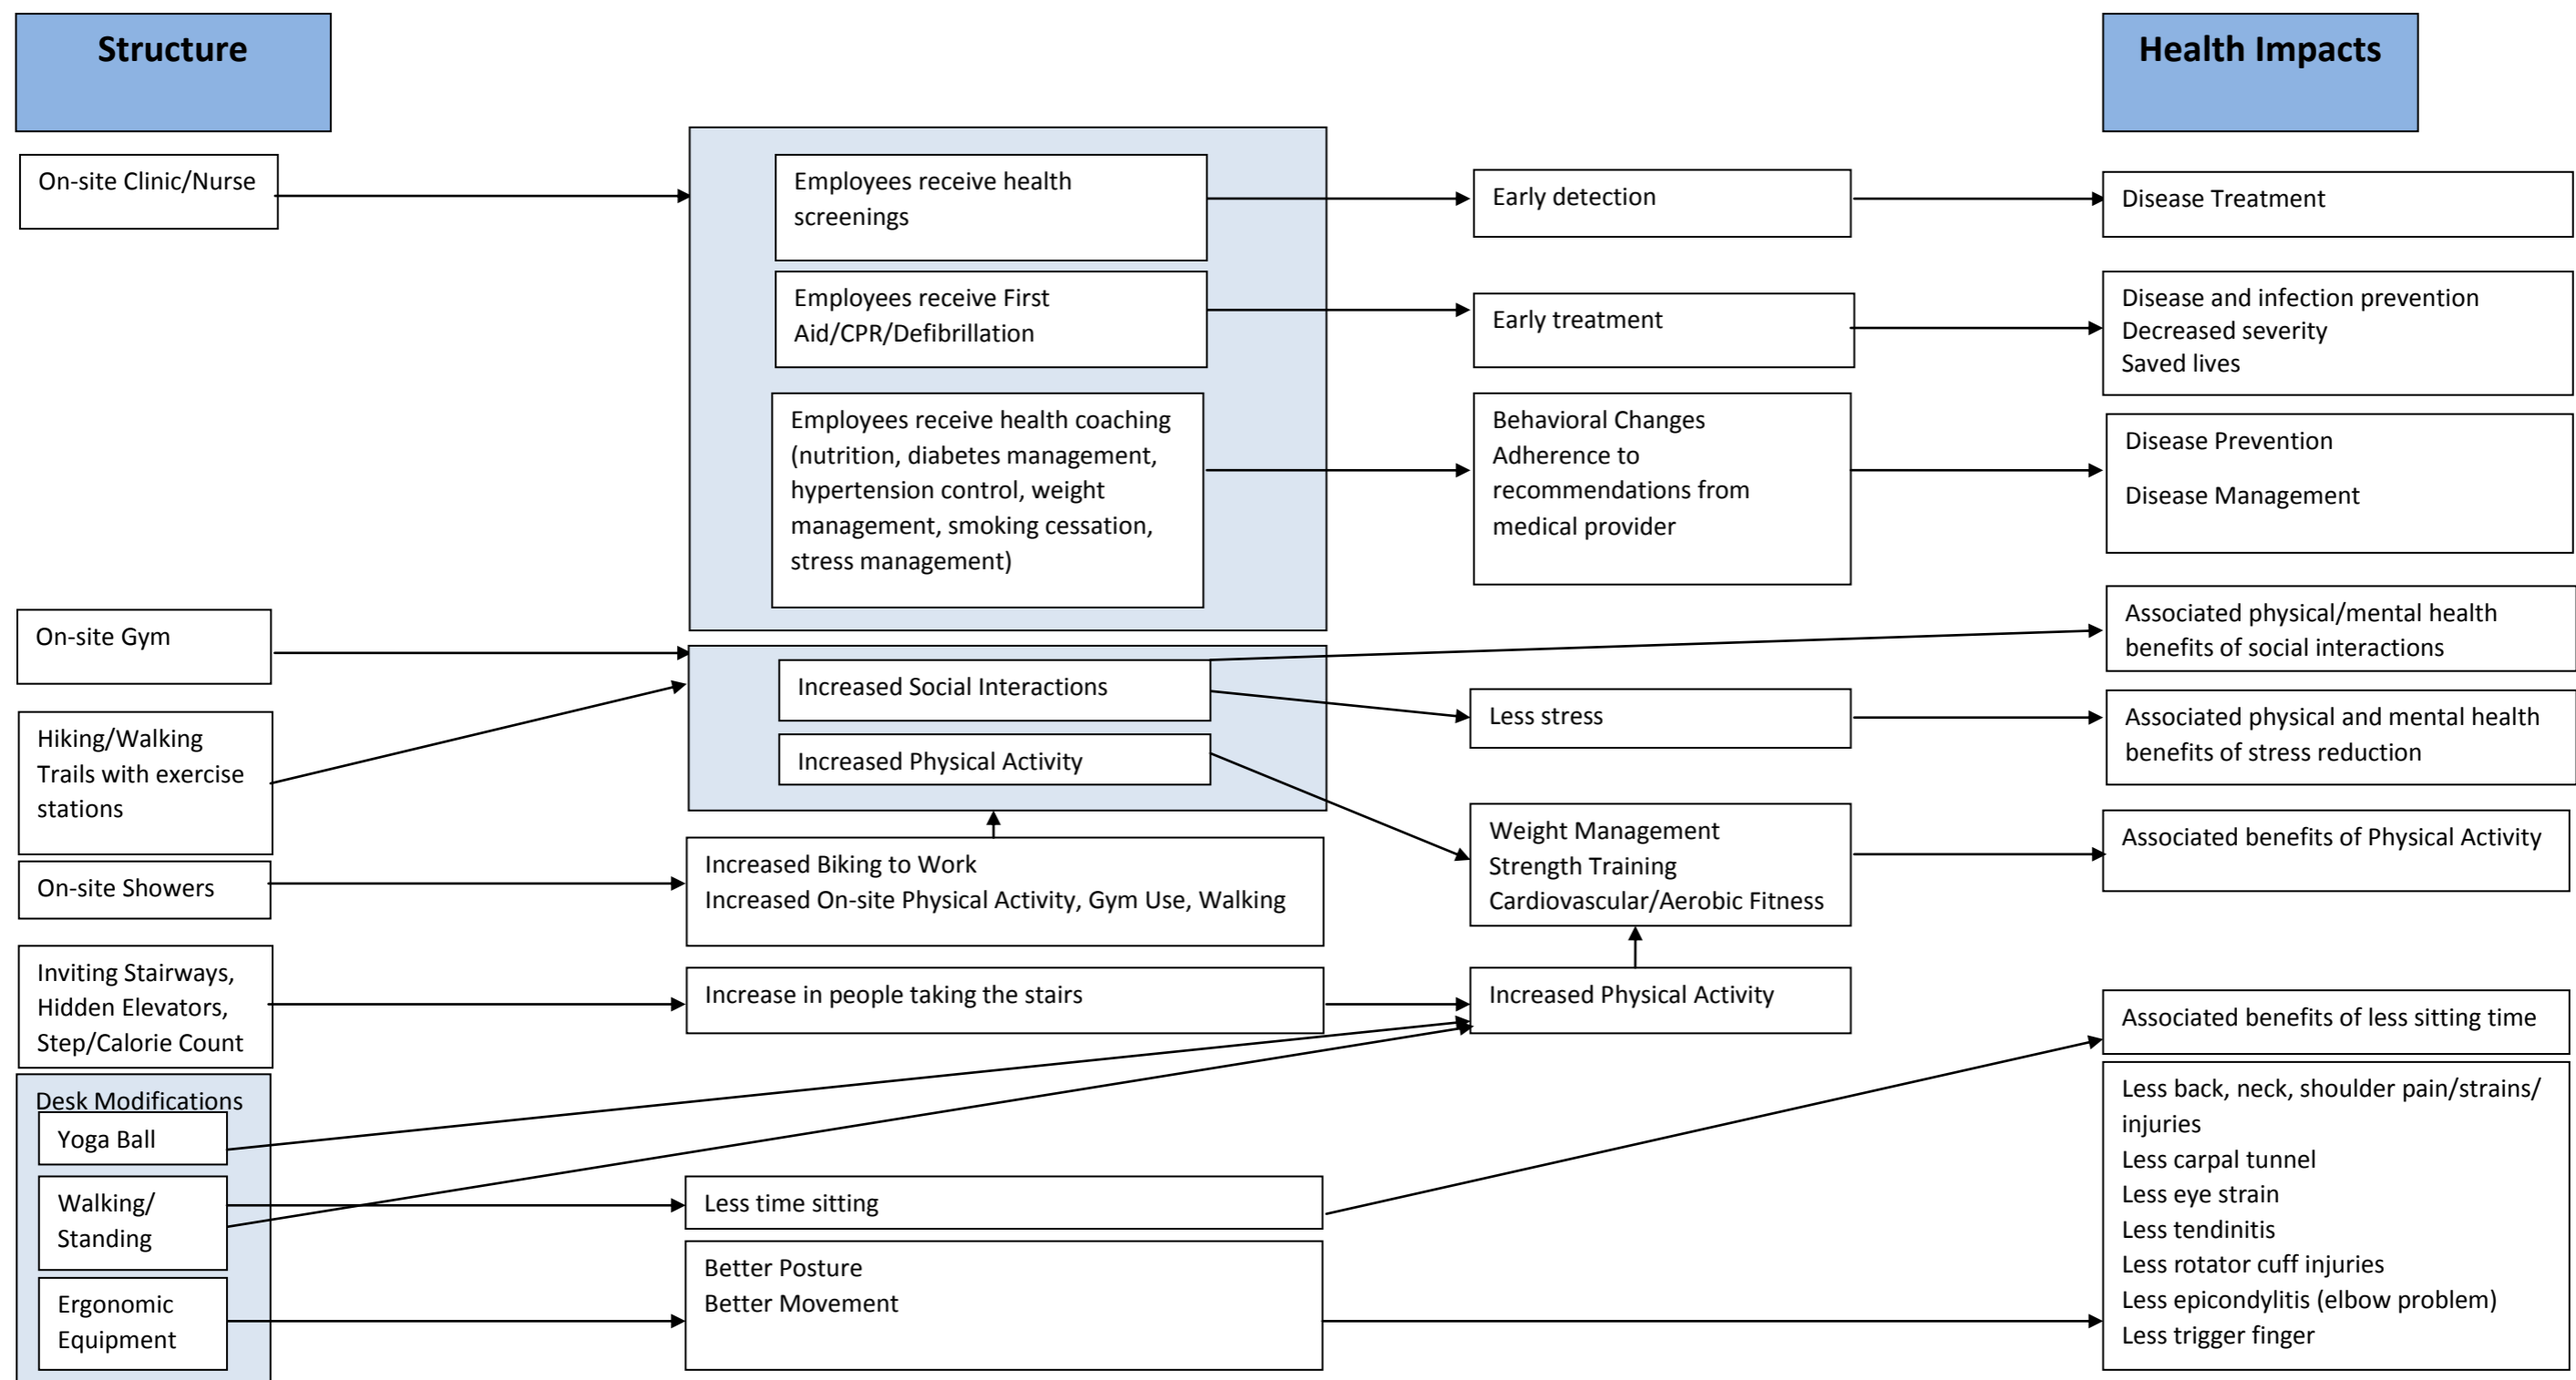 Structure
Health Impacts
On-site Clinic/Nurse
Employees receive health
screenings
Early detection
Disease Treatment
Employees receive First
Aid/CPR/Defibrillation
Early treatment
Disease and infection prevention
Decreased severity
Saved lives
Employees receive health coaching
(nutrition, diabetes management,
hypertension control, weight
management, smoking cessation,
stress management)
Behavioral Changes
Adherence to
recommendations from
medical provider
Disease Prevention
Disease Management
On-site Gym
Increased Social Interactions
Associated physical/mental health
benefits of social interactions
Less stress
Associated physical and mental health
benefits of stress reduction
Hiking/Walking
Trails with exercise
stations
Increased Physical Activity
Weight Management
Strength Training
Cardiovascular/Aerobic Fitness
Associated benefits of Physical Activity
On-site Showers
Increased Biking to Work
Increased On-site Physical Activity, Gym Use, Walking
Inviting Stairways,
Hidden Elevators,
Step/Calorie Count
Increase in people taking the stairs
Increased Physical Activity
Associated benefits of less sitting time
Desk Modifications
Yoga Ball
Walking/
Standing
Less time sitting
Ergonomic
Equipment
Better Posture
Better Movement
Less back, neck, shoulder pain/strains/
injuries
Less carpal tunnel
Less eye strain
Less tendinitis
Less rotator cuff injuries
Less epicondylitis (elbow problem)
Less trigger finger